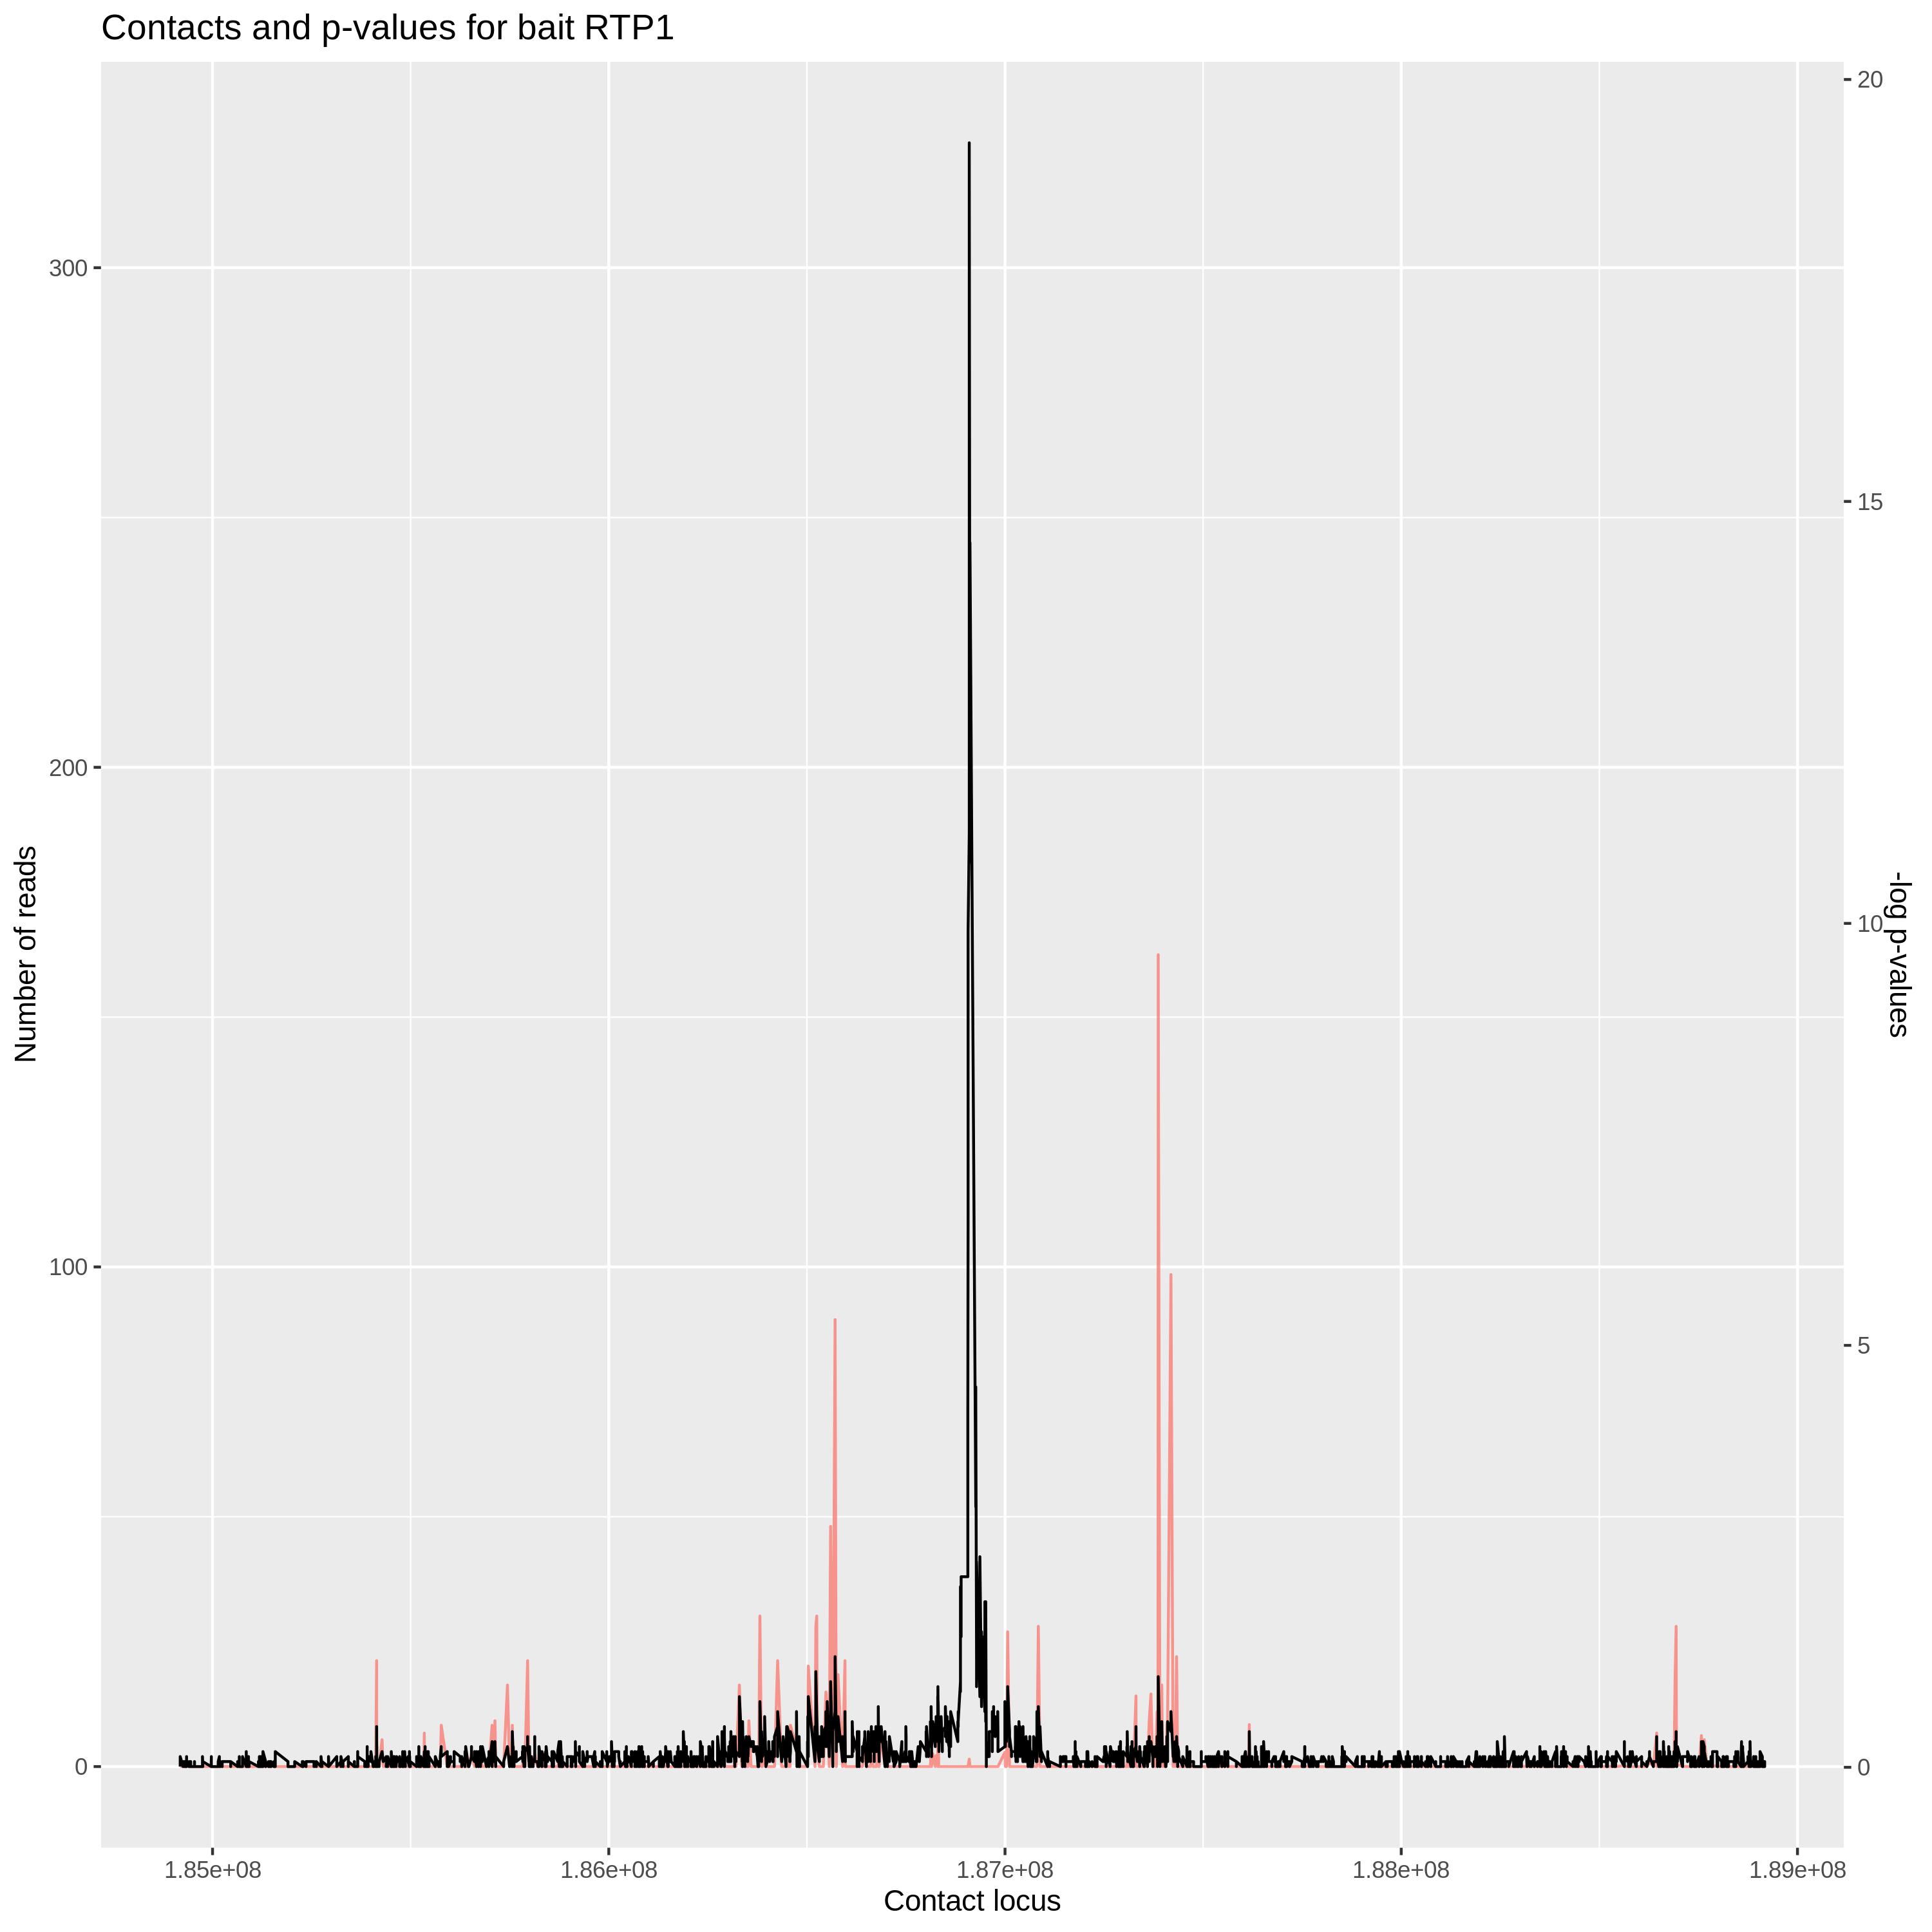 Contacts and p-values for bait RTP1
Number of reads
300
200
100
0
20
15
10
5
0
-log p-values
1.85e+08
1.86e+08
1.87e+08
1.88e+08
1.89e+08
Contact locus